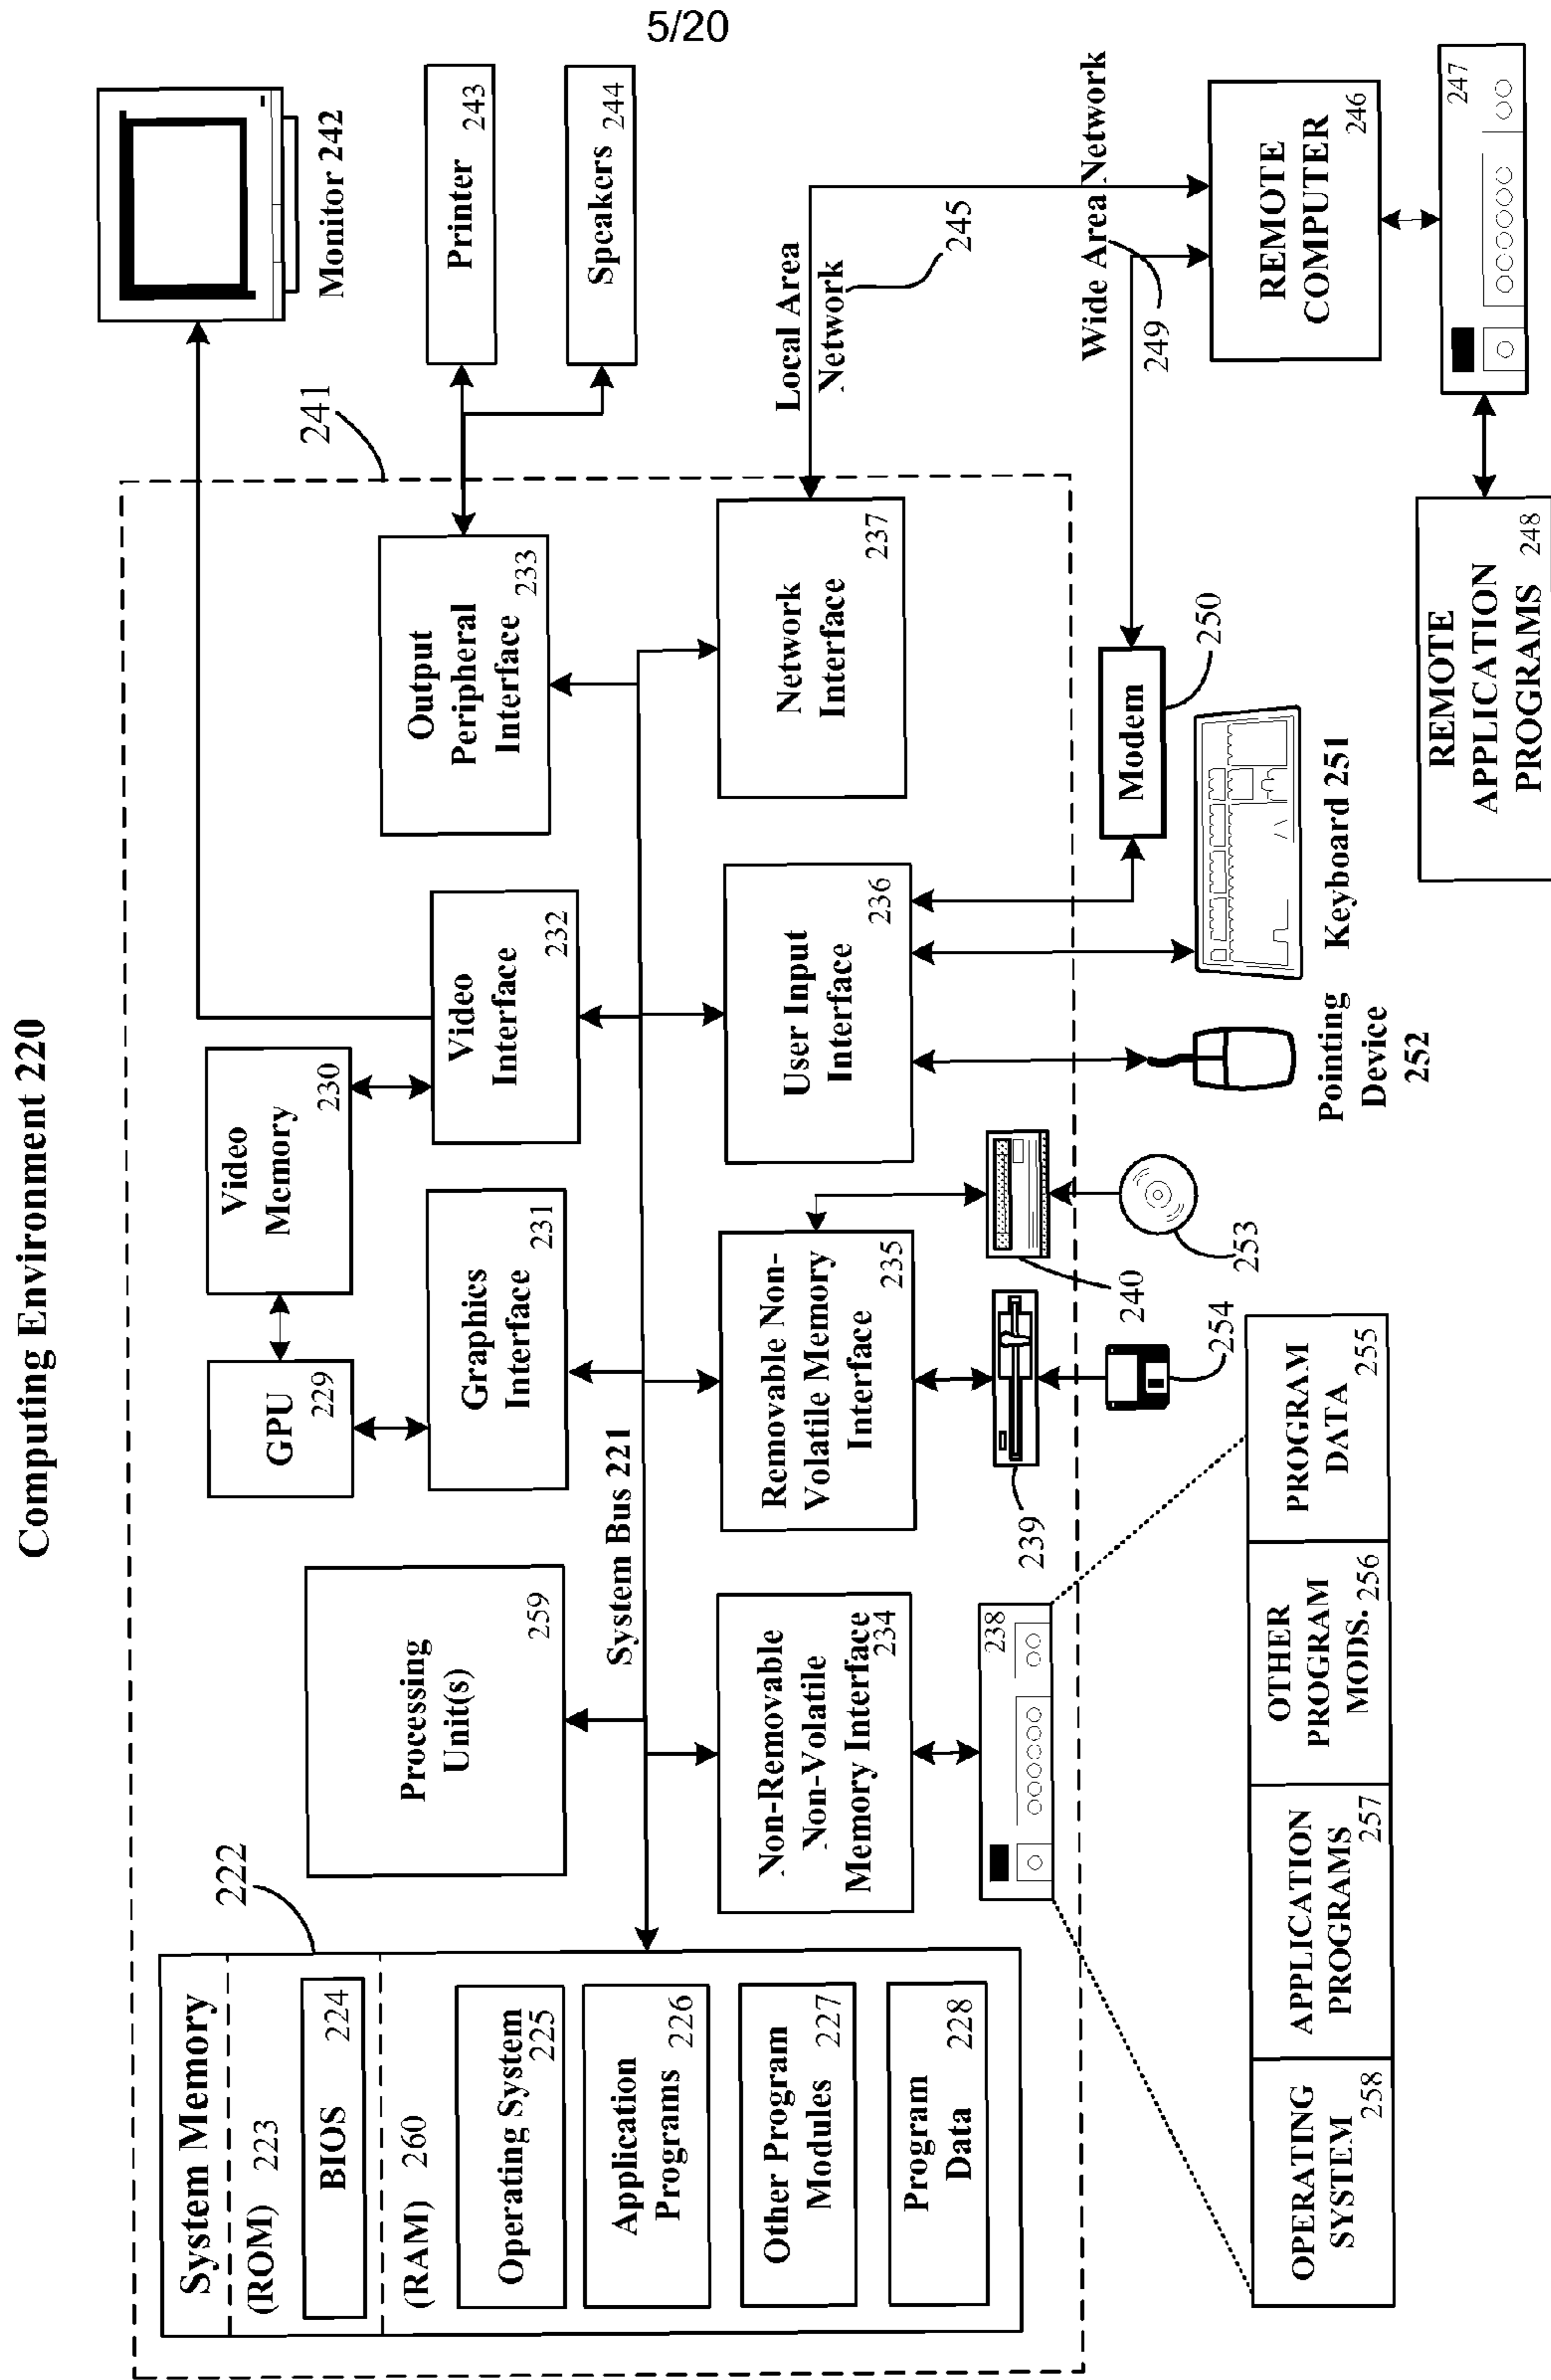 5/20
Computing Environment 220
System Memory
222
(ROM) 223
BIOS 224
(RAM) 260
Operating System
225
Application
Programs 226
Other Program
Modules 227
Program
Data 228
Processing
Unit(s)
259
System Bus 221
GPU
229
Video
Memory
230
Graphics
Interface
231
Video
Interface
232
Output
Peripheral
Interface
233
241
Monitor 242
Printer
243
Speakers
244
Non-Removable
Non-Volatile
Memory Interface
234
Removable Non-
Volatile Memory
Interface
235
User Input
Interface
236
Network
Interface
237
Local Area
Network
245
Wide Area Network
249
238
239
240
254
253
Pointing
Device
252
Keyboard 251
Modem
250
REMOTE
COMPUTER
246
247
REMOTE
APPLICATION
PROGRAMS 248
OPERATING
SYSTEM
258
APPLICATION
PROGRAMS
257
OTHER
PROGRAM
MODS. 256
PROGRAM
DATA
255